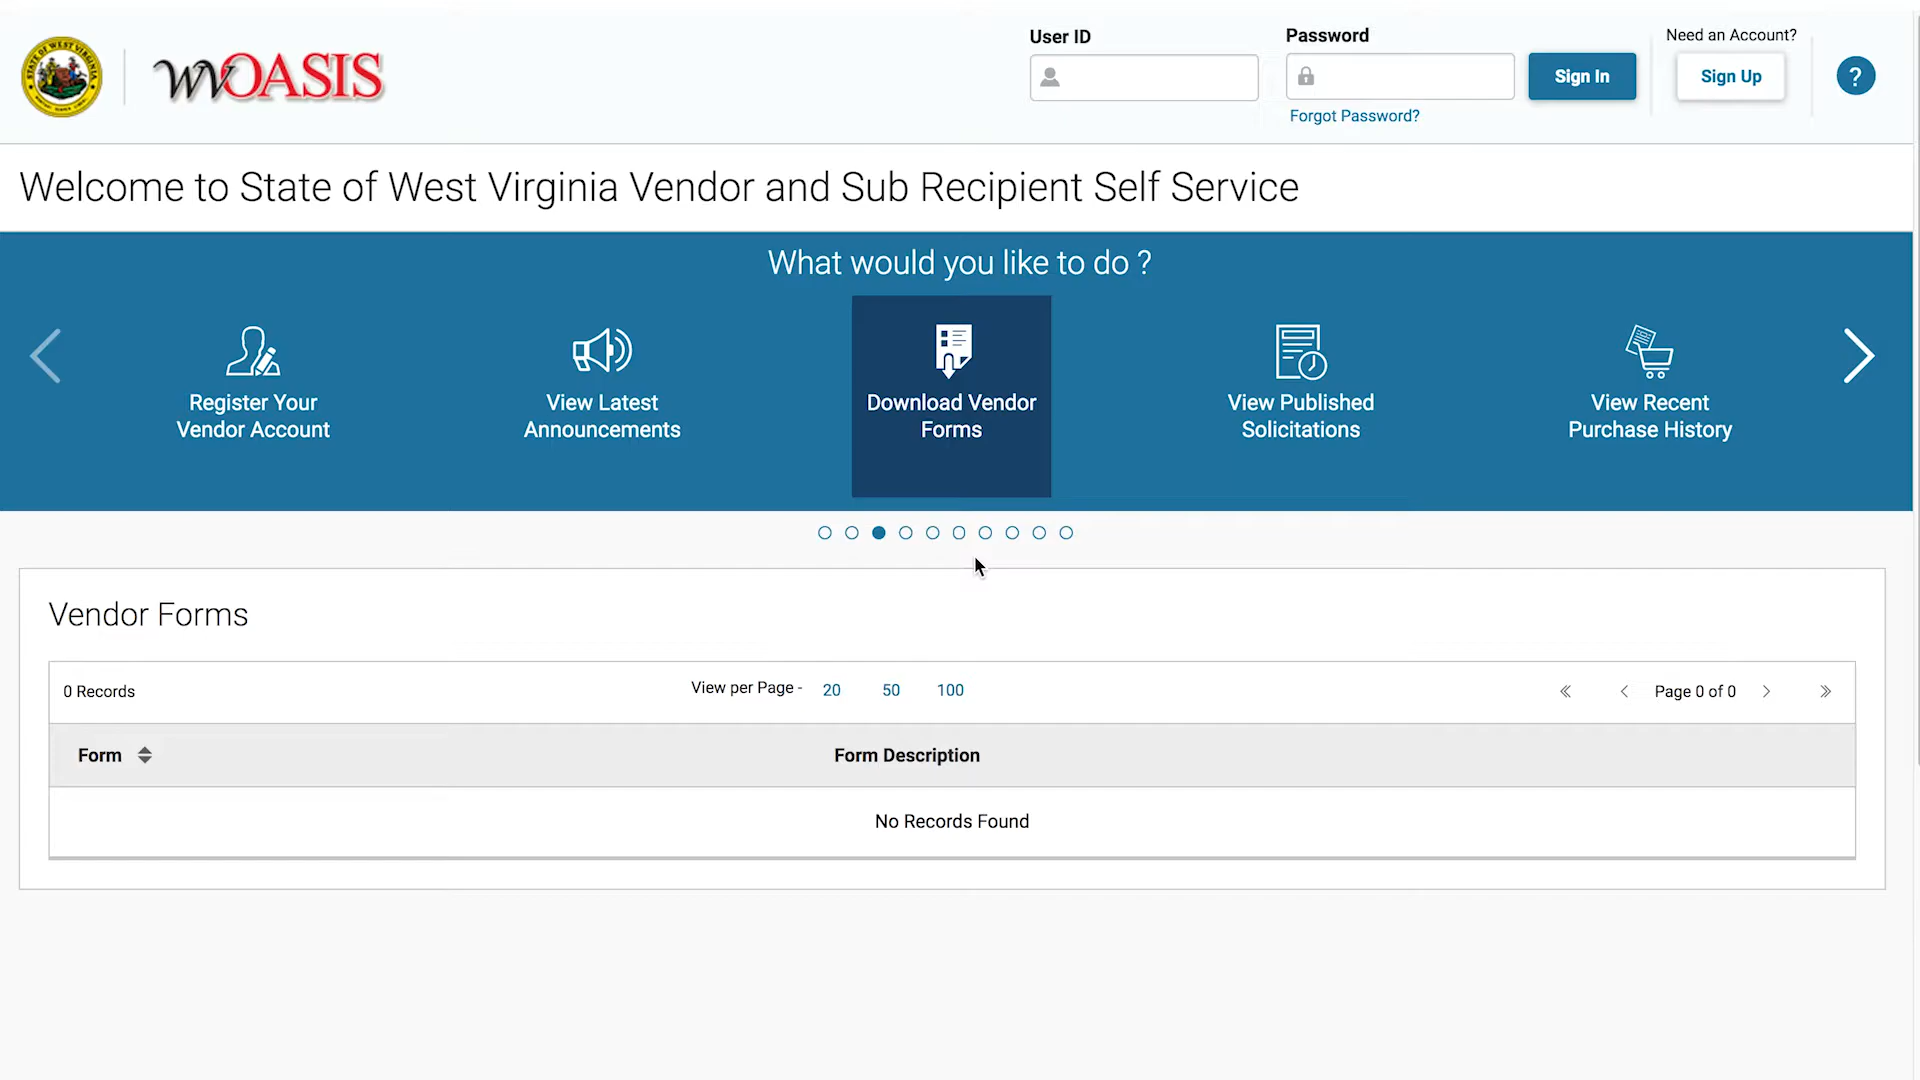 User ID
Password
Need an Account?
wvOASIS
Sign In
Sign Up
?
Forgot Password?
Welcome to State of West Virginia Vendor and Sub Recipient Self Service
What would you like to do ?
Register Your
Vendor Account
View Latest
Announcements
Download Vendor
Forms
View Published
Solicitations
View Recent
Purchase History
Vendor Forms
0 Records
View per Page - 20 50 100
Page 0 of 0
Form
Form Description
No Records Found